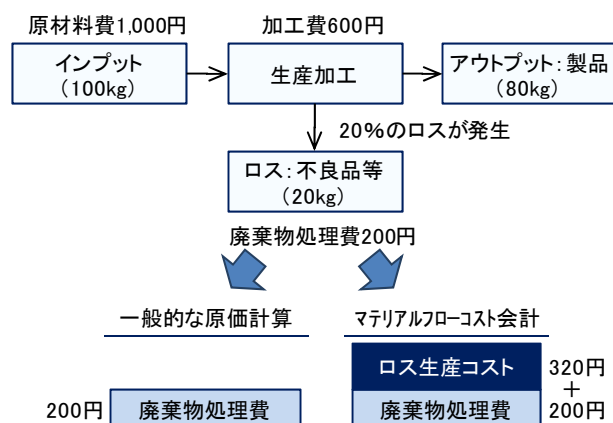 原材料費1,000円
加工費600円
インプット
（100kg）
生産加工
アウトプット：製品
（80kg）
20％のロスが発生
ロス：不良品等
（20kg）
廃棄物処理費200円
一般的な原価計算
マテリアルフローコスト会計
ロス生産コスト
320円
＋
200円
廃棄物処理費
廃棄物処理費
200円